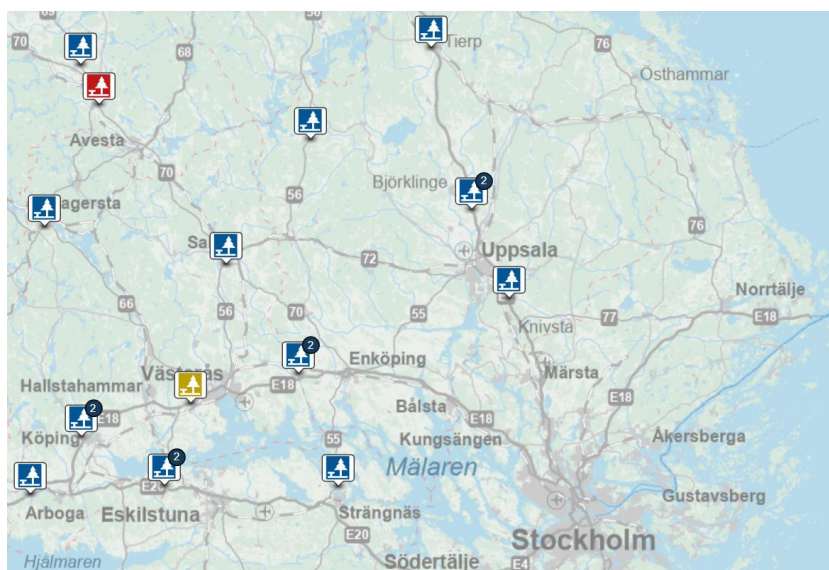 70
56
Tierp
76
68
Östhammar
Avesta
70
Björklinge
2
56
agersta
76
Sa
72
Uppsala
Norrtälje
66
56
70
55
77
E18
Knivsta
2
Enköping
Märsta
Västerås
Hallstahammar
E18
E18
2
E18
Bålsta
E18
Köping
55
Kungsängen
Åkersberga
2
Mälaren
E20
Gustavsberg
Arboga
Eskilstuna
Strängnäs
E20
Stockholm
Hjälmaren
Södertälje
E4